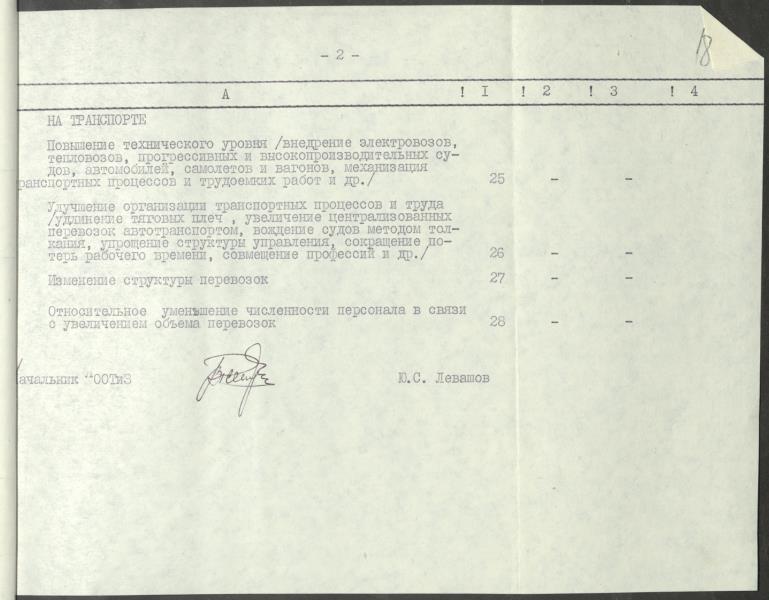 18
- 2 -
А ! I ! 2 ! 3 ! 4
НА ТРАНСПОРТЕ
Повышение технического уровня /внедрение электровозов,
тепловозов, прогрессивных и высокопроизводительных су-
дов, автомобилей, самолетов и вагонов, механизация
ранспортных процессов и трудоемких работ и др./ 25 - -
Улучшение организации транспортных процессов и труда
/удлинение тяговых плеч , увеличение централизованных
перевозок автотранспортом, вождение судов методом тол-
кания, упрощение структуры управления, сокращение по-
терь рабочего времени, совмещение профессий и др./ 26 - -
Изменение структуры перевозок 27 - -
Относительное уменьшение численности персонала в связи
с увеличением объема перевозок 28 - -
ачальник ООТиЗ Ю.С. Левашов